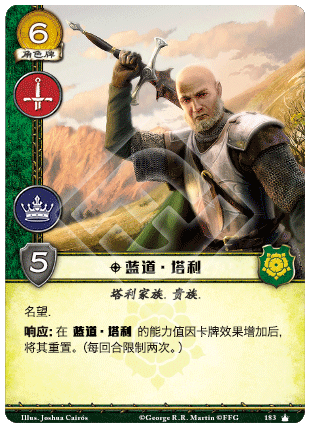 6
角色牌
5
蓝道·塔利
塔利家族. 贵族.
名望.
响应: 在 蓝道·塔利 的能力值因卡牌效果增加后,
将其重置。(每回合限制两次。)
Illus. Joshua Cairós ©George R.R. Martin ©FFG 183